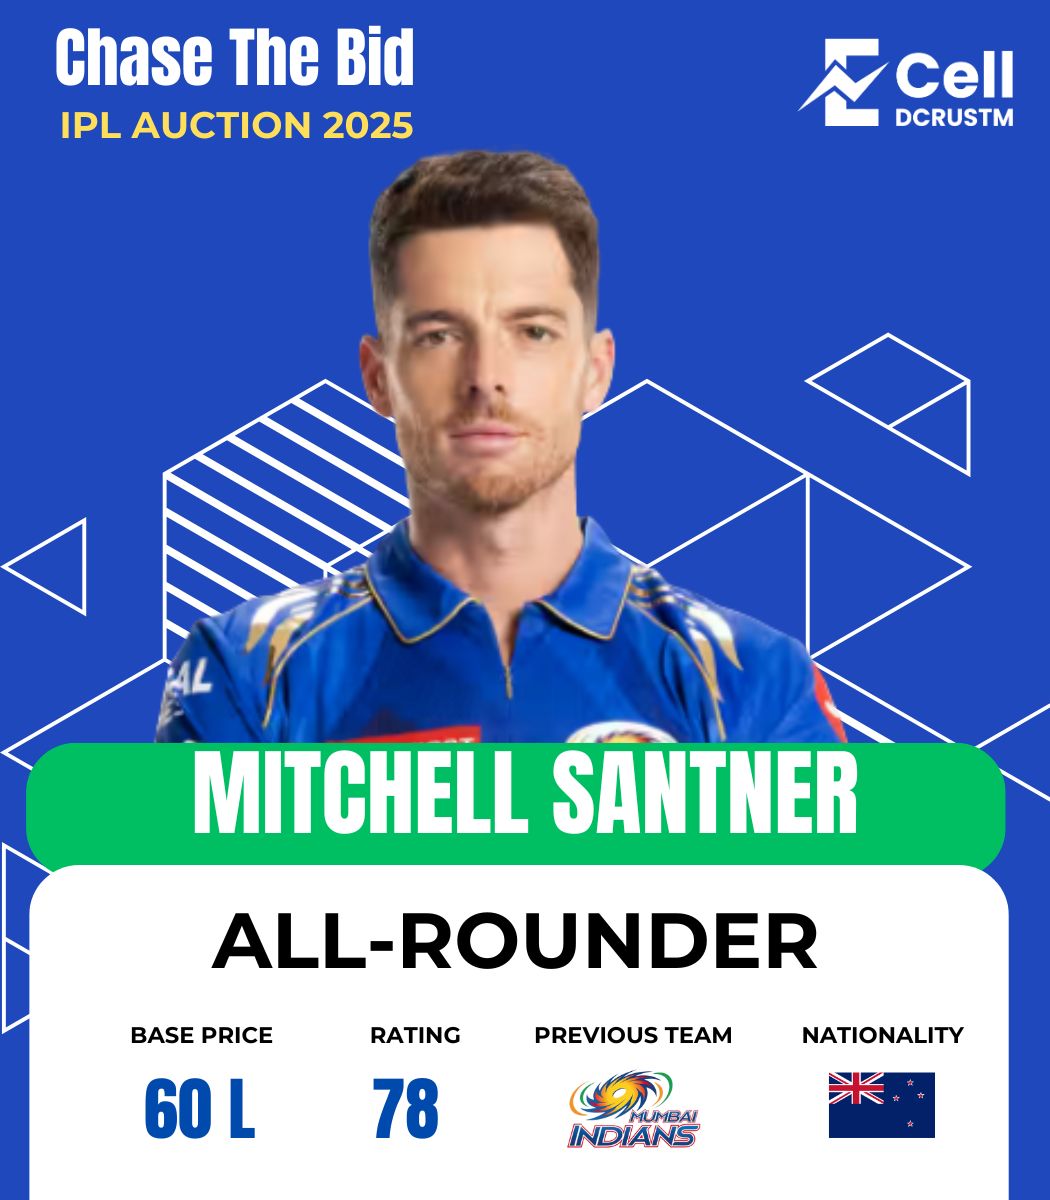 Chase The Bid
IPL AUCTION 2025
Cell
DCRUSTM
MITCHELL SANTNER
ALL-ROUNDER
BASE PRICE
RATING
PREVIOUS TEAM
NATIONALITY
60 L
78
MUMBAI
INDIANS